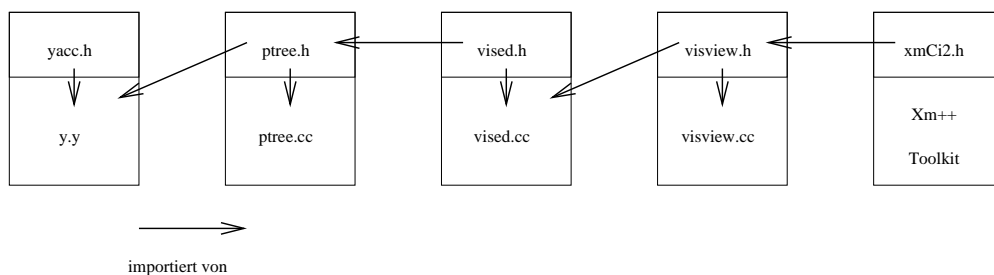 yacc.h
ptree.h
vised.h
visview.h
xmCi2.h
y.y
ptree.cc
vised.cc
visview.cc
Xm++
Toolkit
importiert von